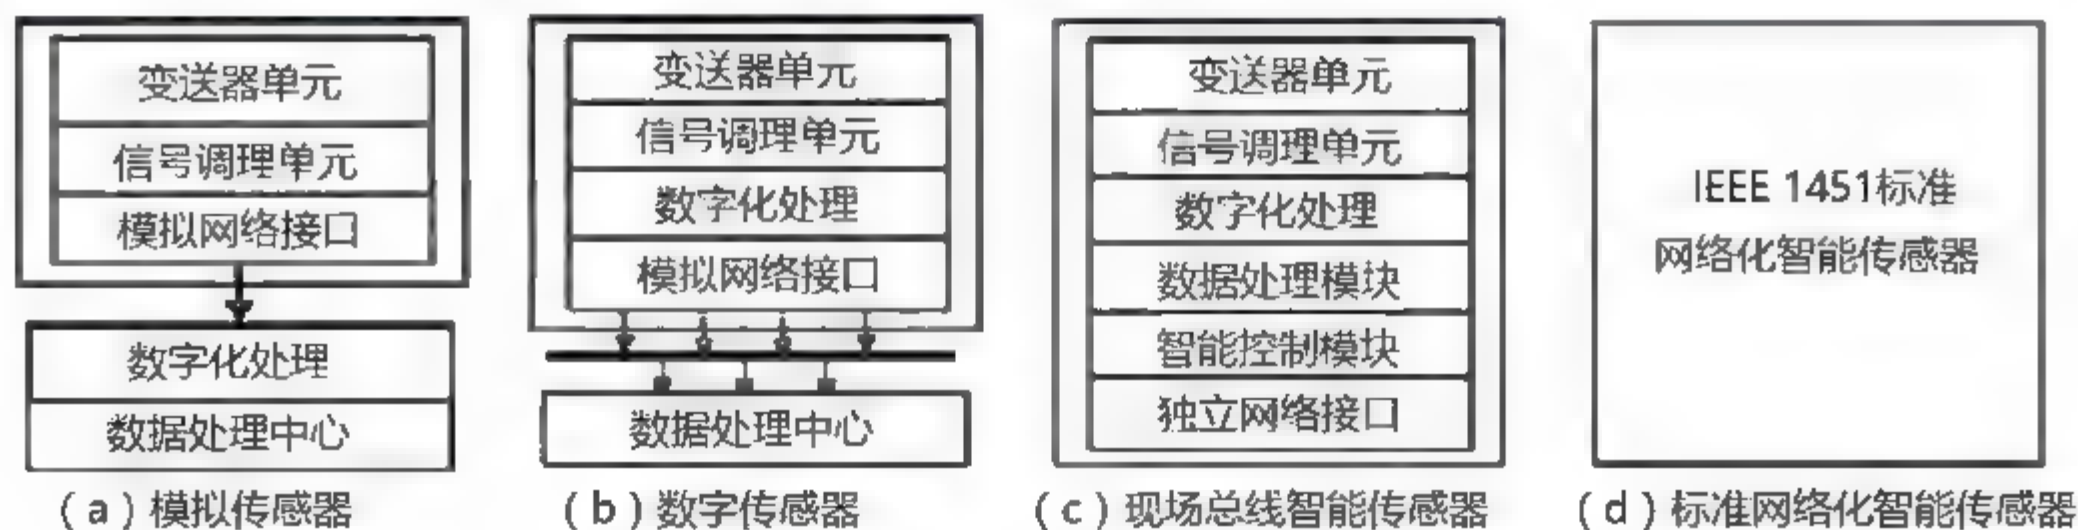 变送器单元
信号调理单元
模拟网络接口
数字化处理
数据处理中心
(a)模拟传感器
变送器单元
信号调理单元
数字化处理
模拟网络接口
数据处理中心
(b)数字传感器
变送器单元
信号调理单元
数字化处理
数据处理模块
智能控制模块
独立网络接口
(c)现场总线智能传感器
IEEE 1451标准
网络化智能传感器
(d)标准网络化智能传感器